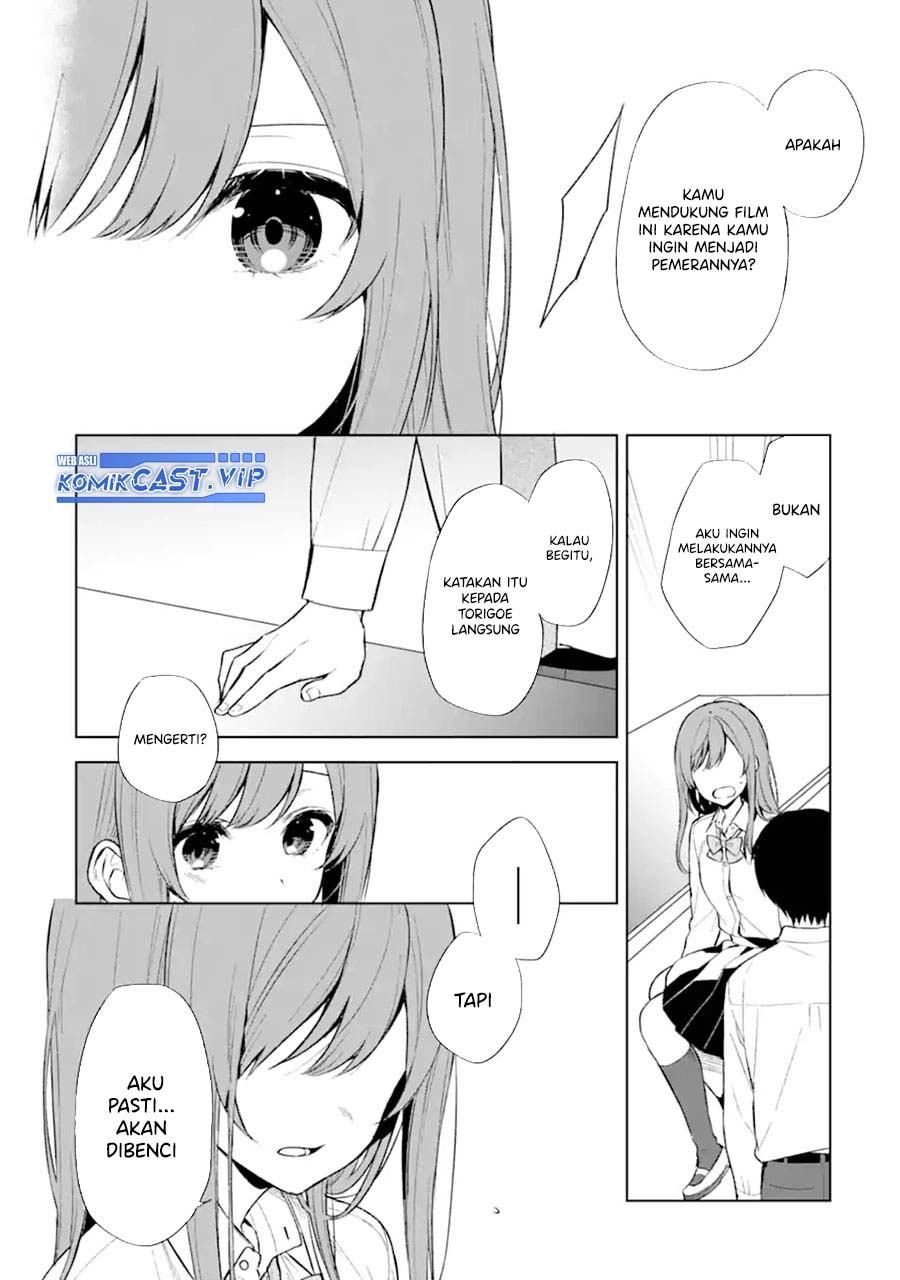 APAKAH
KAMU
MENDUKUNG FILM
INI KARENA KAMU
INGIN MENJADI
PEMERANNYA?
BUKAN
AKU INGIN
MELAKUKANNYA
BERSAMA-
SAMA...
WEB ASLI
KOMIKCAST.VIP
KALAU
BEGITU,
KATAKAN ITU
KEPADA
TORIGOE
LANGSUNG
MENGERTI?
TAPI
AKU
PASTI...
AKAN
DIBENCI